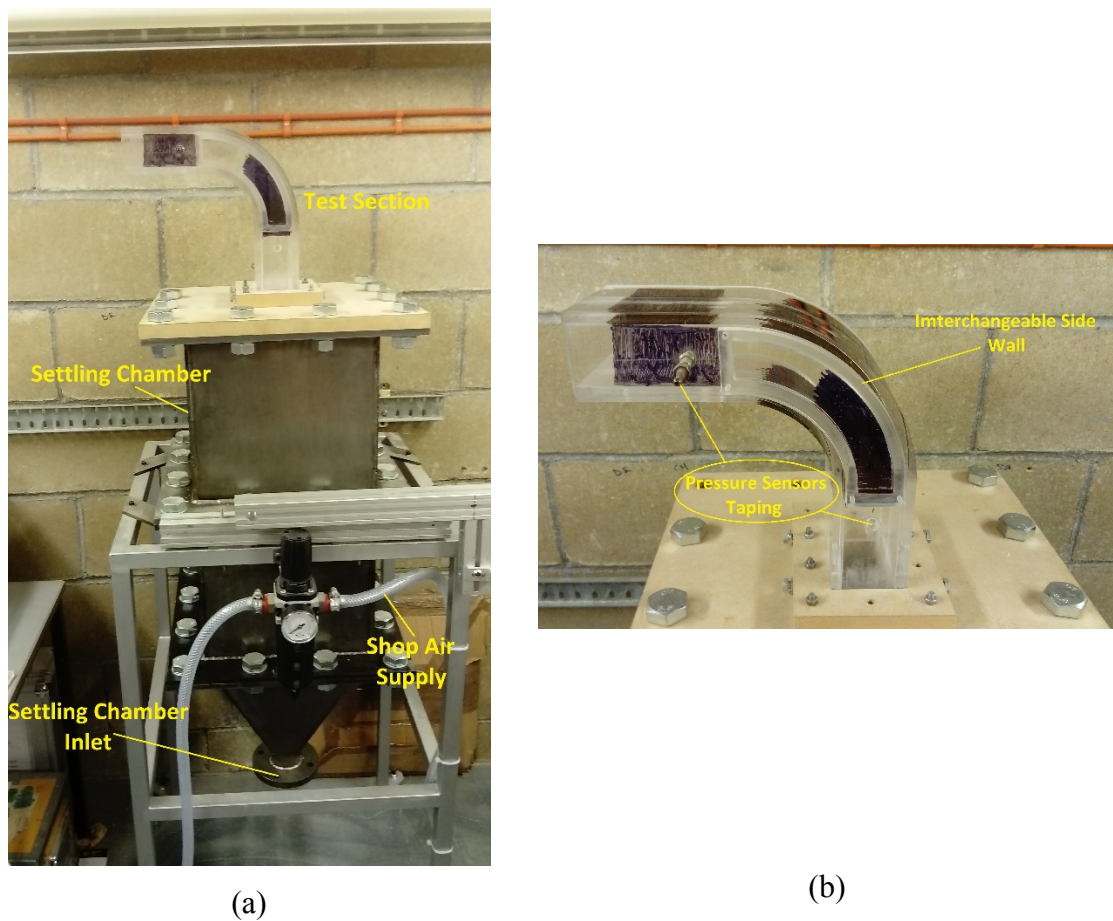 Test Section
Settling Chamber
Shop Air
Supply
Settling Chamber
Inlet
(a)
Imterchangeable Side
Wall
Pressure Sensors
Taping
(b)